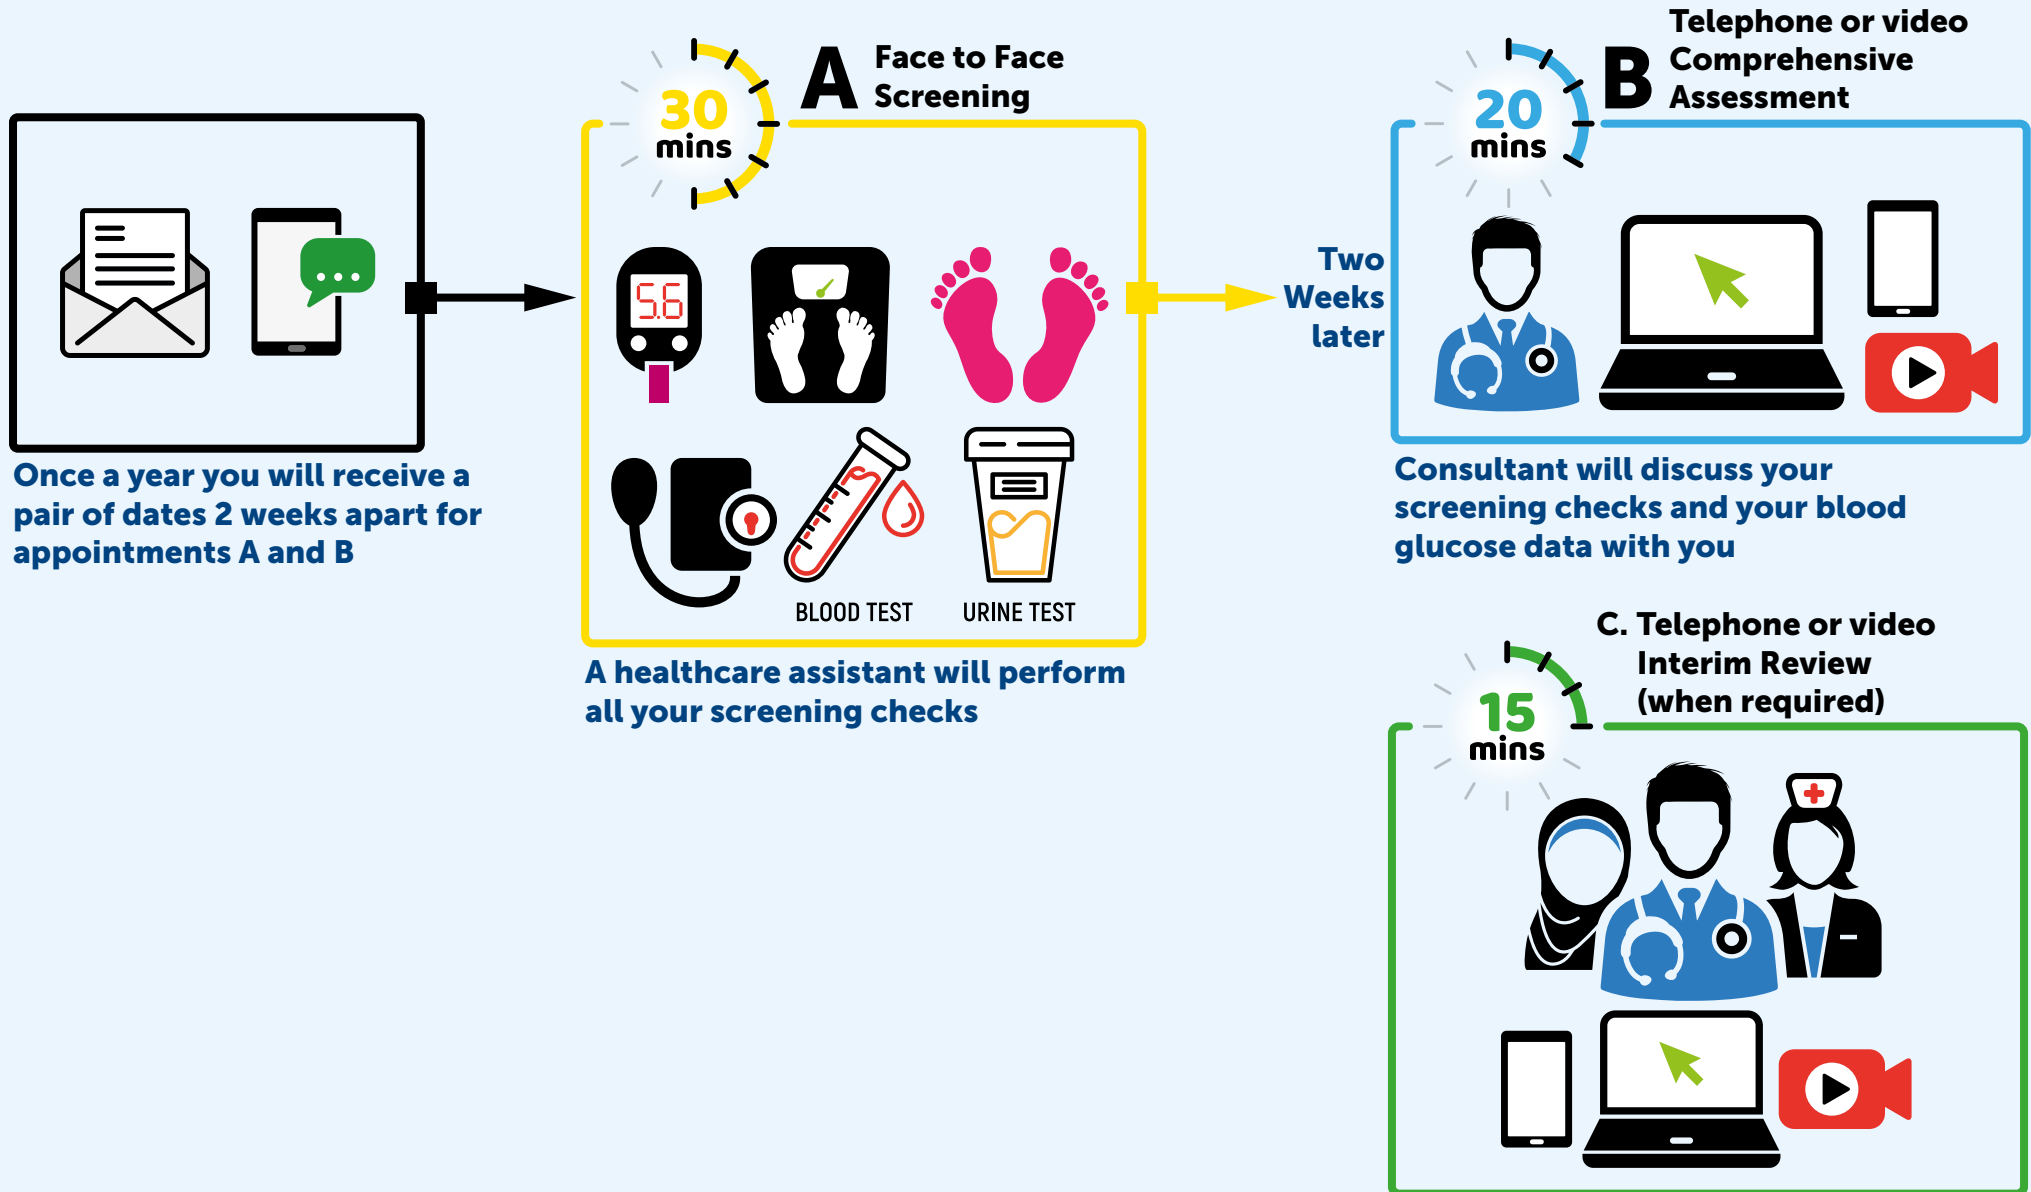 Once a year you will receive a
pair of dates 2 weeks apart for
appointments A and B
30
mins
A
Face to Face
Screening
5.6
BLOOD TEST
URINE TEST
A healthcare assistant will perform
all your screening checks
Two
Weeks
later
20
mins
B
Telephone or video
Comprehensive
Assessment
Consultant will discuss your
screening checks and your blood
glucose data with you
C. Telephone or video
Interim Review
(when required)
15
mins